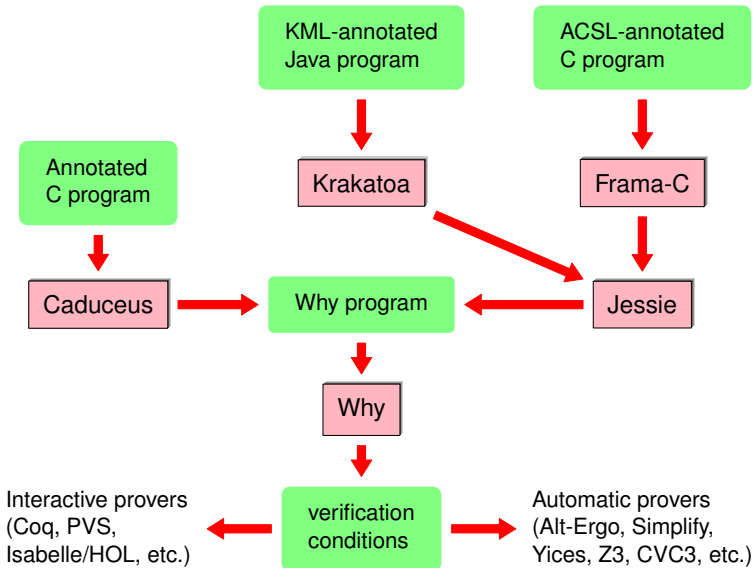 KML-annotated
Java program
ACSL-annotated
C program
Annotated
C program
Krakatoa
Frama-C
Caduceus
Why program
Jessie
Why
Interactive provers
(Coq, PVS,
Isabelle/HOL, etc.)
verification
conditions
Automatic provers
(Alt-Ergo, Simplify,
Yices, Z3, CVC3, etc.)